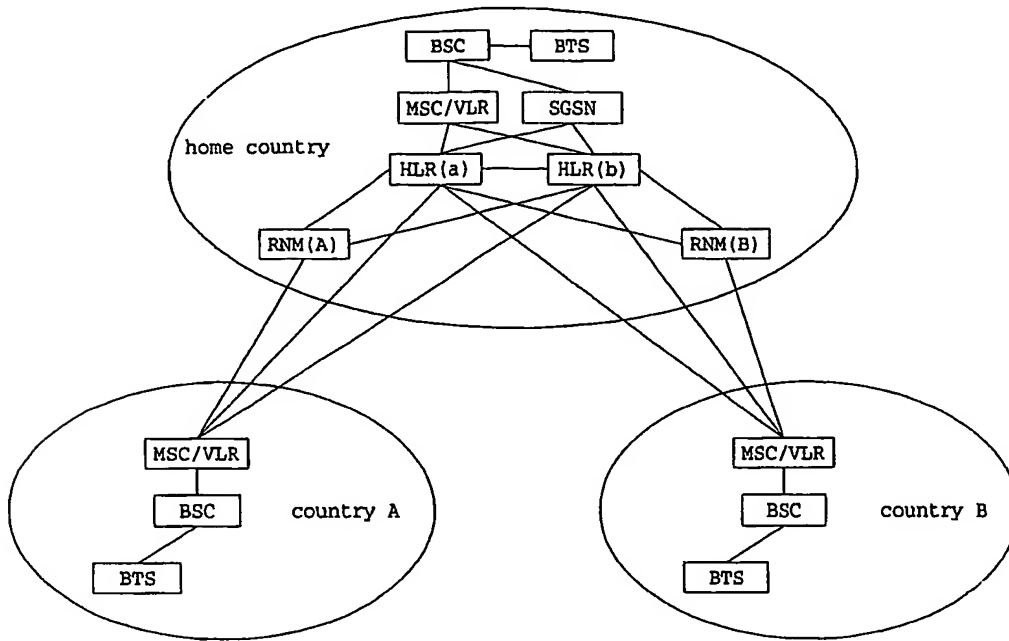 BSC
BTS
MSC/VLR
SGSN
home country
HLR(a)
HLR(b)
RNM(A)
RNM(B)
MSC/VLR
BSC
country A
BTS
MSC/VLR
BSC
country B
BTS